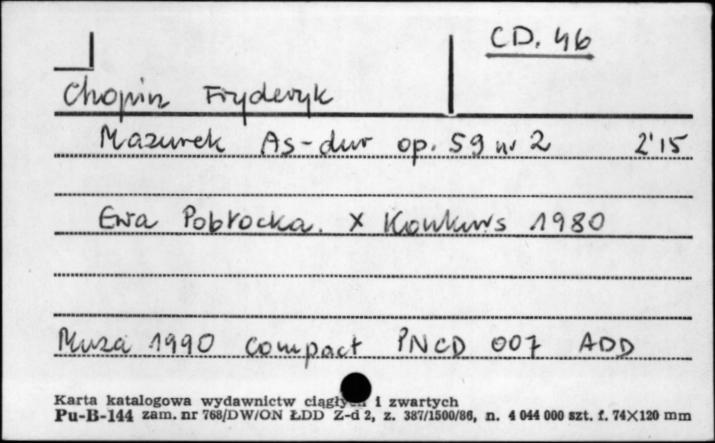 CD. 46
Chopin Fryderyk
Mazurek As-dur op. 59 nr 2 2'15
Ewa Pobłocka. X Konkurs 1980
Muza 1990 Compact PNCD 007 ADD
Karta katalogowa wydawnictw ciągłych i zwartych
Pu-B-144 zam. nr 768/DW/ON ŁDD Z-d 2, z. 387/1500/86, n. 4 044 000 szt. f. 74X120 mm